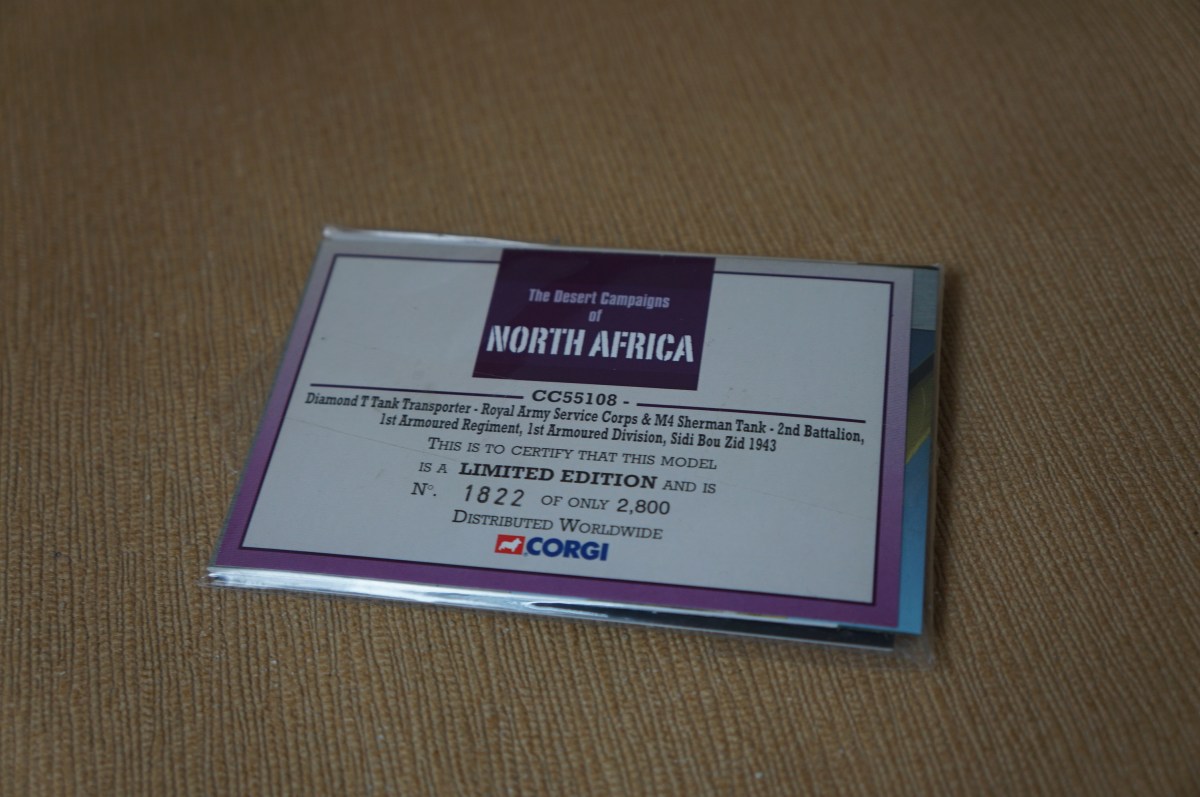 The Desert Campaigns
of
NORTH AFRICA
CC55108 -
Diamond T Tank Transporter - Royal Army Service Corps & M4 Sherman Tank - 2nd Battalion,
1st Armoured Regiment, 1st Armoured Division, Sidi Bou Zid 1943
THIS IS TO CERTIFY THAT THIS MODEL
IS A LIMITED EDITION AND IS
No. 1822 OF ONLY 2,800
DISTRIBUTED WORLDWIDE
CORGI